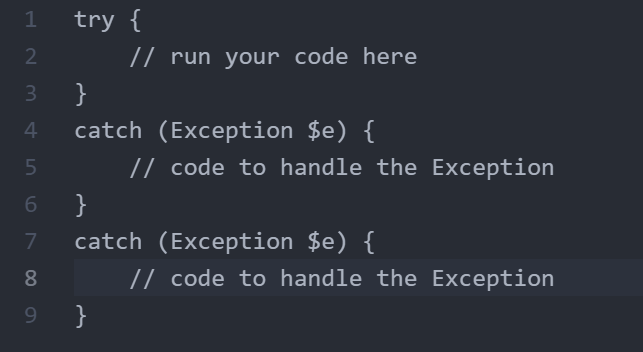 1 try {
2     // run your code here
3 }
4 catch (Exception $e) {
5     // code to handle the Exception
6 }
7 catch (Exception $e) {
8     // code to handle the Exception
9 }